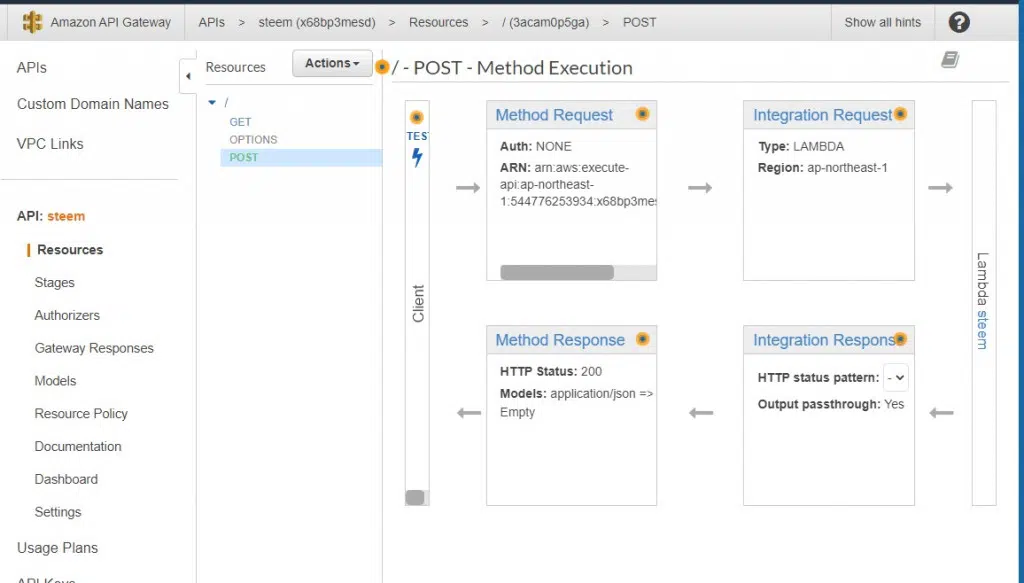 Amazon API Gateway
APIs > steem (x68bp3mesd) > Resources > / (3acam0p5ga) > POST
Show all hints
?
APIs
Custom Domain Names
VPC Links
API: steem
Resources
Stages
Authorizers
Gateway Responses
Models
Resource Policy
Documentation
Dashboard
Settings
Usage Plans
API Keys
Resources
Actions
/
GET
OPTIONS
POST
/ - POST - Method Execution
TEST
Client
Method Request
Auth: NONE
ARN: arn:aws:execute-
api:ap-northeast-
1:544776253934:x68bp3mes
Integration Request
Type: LAMBDA
Region: ap-northeast-1
Lambda steem
Method Response
HTTP Status: 200
Models: application/json =>
Empty
Integration Respons
HTTP status pattern: -
Output passthrough: Yes